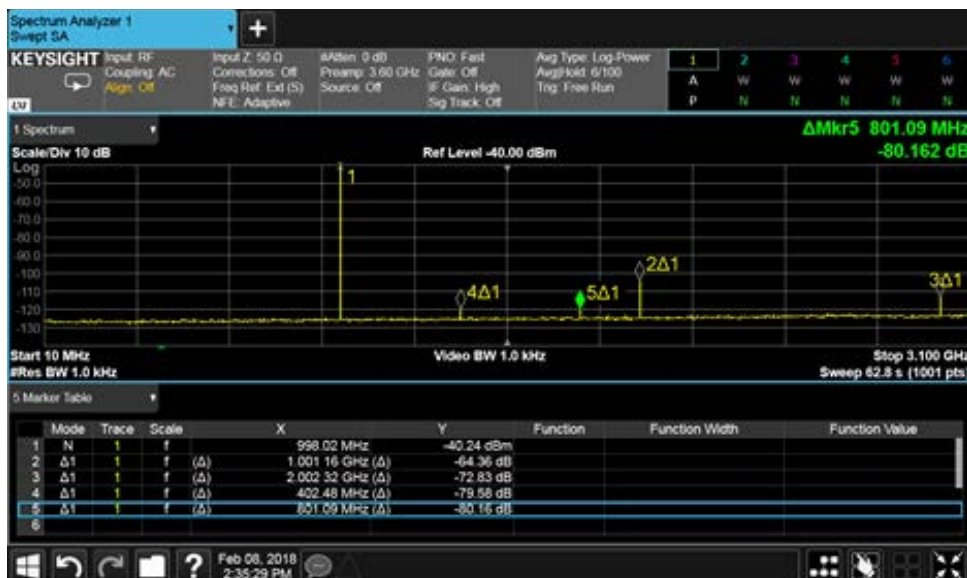 Spectrum Analyzer 1
Swept SA
+
KEYSIGHT Input: RF Input Z: 50 Ω #Atten: 0 dB PNO: Fast Avg Type: Log-Power 1 2 3 4 5 6
Coupling: AC Corrections: Off Preamp: 3.60 GHz Gate: Off Avg|Hold: 6/100 A W W W W W
Align: Off Freq Ref: Ext (S) Source: Off IF Gain: High Trig: Free Run
NFE: Adaptive Sig Track: Off P N N N N N
1 Spectrum ΔMkr5 801.09 MHz
Scale/Div 10 dB Ref Level -40.00 dBm -80.162 dB
Log
-50.0
-60.0
-70.0
-80.0
-90.0
-100
-110
-120
-130
1
4Δ1
5Δ1
2Δ1
3Δ1
Start 10 MHz Video BW 1.0 kHz Stop 3.100 GHz
#Res BW 1.0 kHz Sweep 62.8 s (1001 pts)
5 Marker Table
Mode Trace Scale X Y Function Function Width Function Value
1 N 1 f 998.02 MHz -40.24 dBm
2 Δ1 1 f (Δ) 1.001 16 GHz (Δ) -64.36 dB
3 Δ1 1 f (Δ) 2.002 32 GHz (Δ) -72.83 dB
4 Δ1 1 f (Δ) 402.48 MHz (Δ) -79.58 dB
5 Δ1 1 f (Δ) 801.09 MHz (Δ) -80.16 dB
6
? Feb 08, 2018
2:35:29 PM